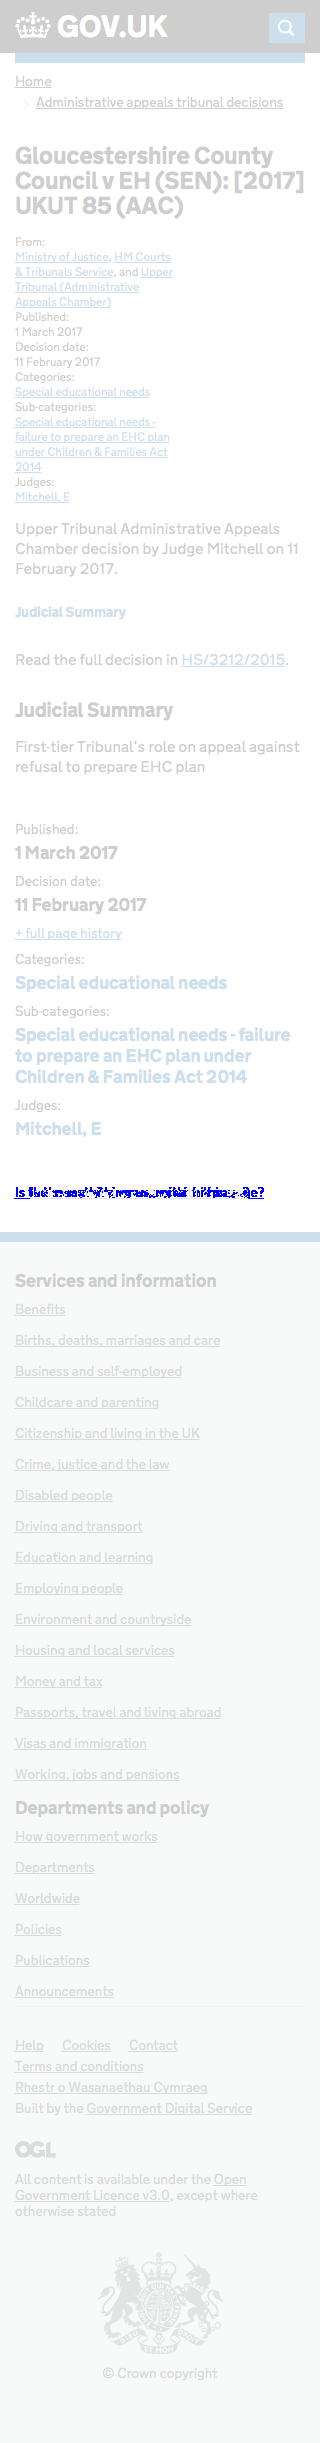 GOV.UK
Home
Administrative appeals tribunal decisions
Gloucestershire County
Council v EH (SEN): [2017]
UKUT 85 (AAC)
From:
Ministry of Justice, HM Courts
& Tribunals Service, and Upper
Tribunal (Administrative
Appeals Chamber)
Published:
1 March 2017
Decision date:
11 February 2017
Categories:
Special educational needs
Sub-categories:
Special educational needs -
failure to prepare an EHC plan
under Children & Families Act
2014
Judges:
Mitchell, E
Upper Tribunal Administrative Appeals
Chamber decision by Judge Mitchell on 11
February 2017.
Judicial Summary
Read the full decision in HS/3212/2015.
Judicial Summary
First-tier Tribunal's role on appeal against
refusal to prepare EHC plan
Published:
1 March 2017
Decision date:
11 February 2017
+ full page history
Categories:
Special educational needs
Sub-categories:
Special educational needs - failure
to prepare an EHC plan under
Children & Families Act 2014
Judges:
Mitchell, E
Is
Services and information
Benefits
Births, deaths, marriages and care
Business and self-employed
Childcare and parenting
Citizenship and living in the UK
Crime, justice and the law
Disabled people
Driving and transport
Education and learning
Employing people
Environment and countryside
Housing and local services
Money and tax
Passports, travel and living abroad
Visas and immigration
Working, jobs and pensions
Departments and policy
How government works
Departments
Worldwide
Policies
Publications
Announcements
Help Cookies Contact
Terms and conditions
Rhestr o Wasanaethau Cymraeg
Built by the Government Digital Service
OGL
All content is available under the Open
Government Licence v3.0, except where
otherwise stated
© Crown copyright